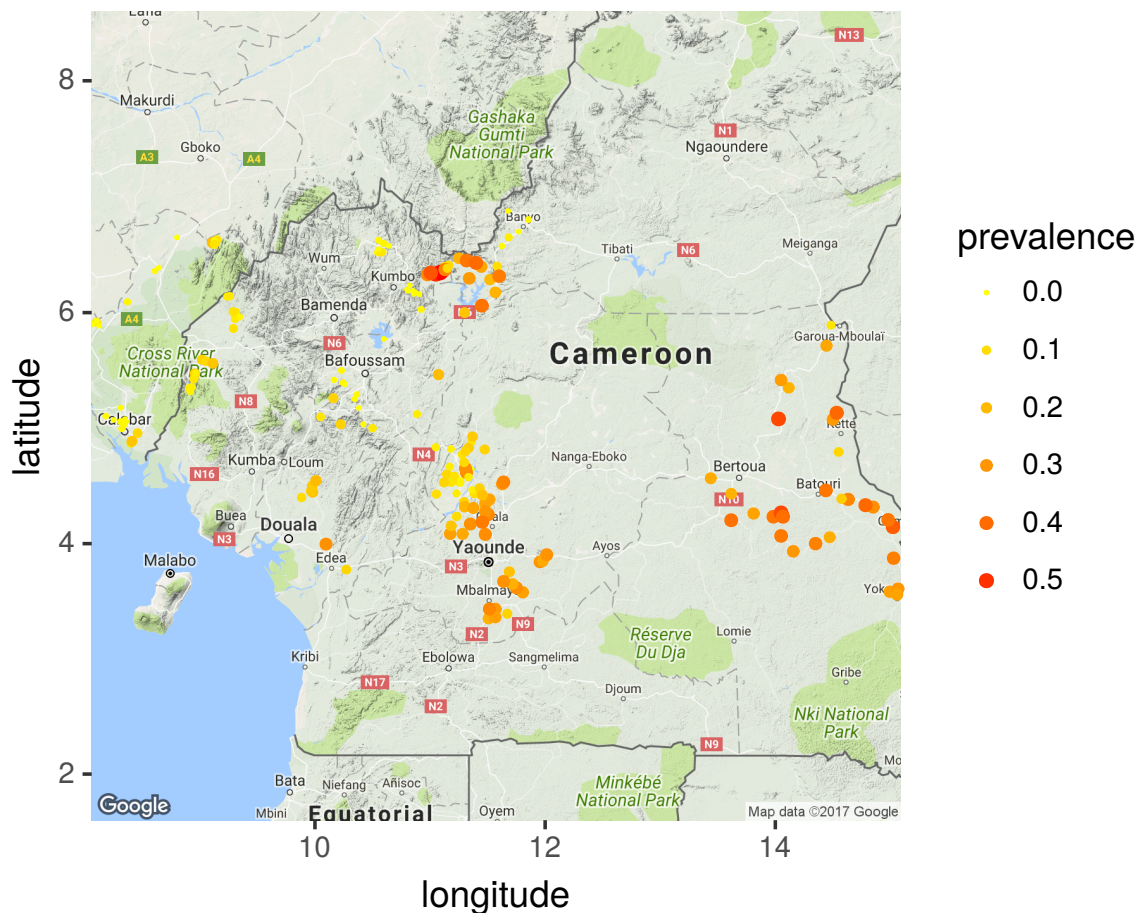 Lafia
N13
8
Makurdi
Gashaka
Gumti
National Park
Gboko
N1
A3
A4
Ngaoundere
Banyo
Wum
Tibati
N6
Meiganga
Kumbo
6
Bamenda
A4
Garoua-Mboulaï
N6
Cameroon
Cross River
National Park
Bafoussam
N8
Calabar
Kette
N4
Nanga-Eboko
Bertoua
Kumba
Loum
N16
Batouri
N10
Buea
Douala
N3
4
Yaounde
Malabo
Edea
N3
Ayos
Mbalmayo
N9
N2
Réserve
Du Dja
Lomie
Kribi
Ebolowa
Sangmelima
Gribe
N17
Djoum
N2
Nki National
Park
N9
2
Bata
Niefang
Añisoc
Minkébé
National Park
Mbini
Equatorial
Oyem
Google
Map data ©2017 Google
10
12
14
longitude
latitude
prevalence
0.0
0.1
0.2
0.3
0.4
0.5